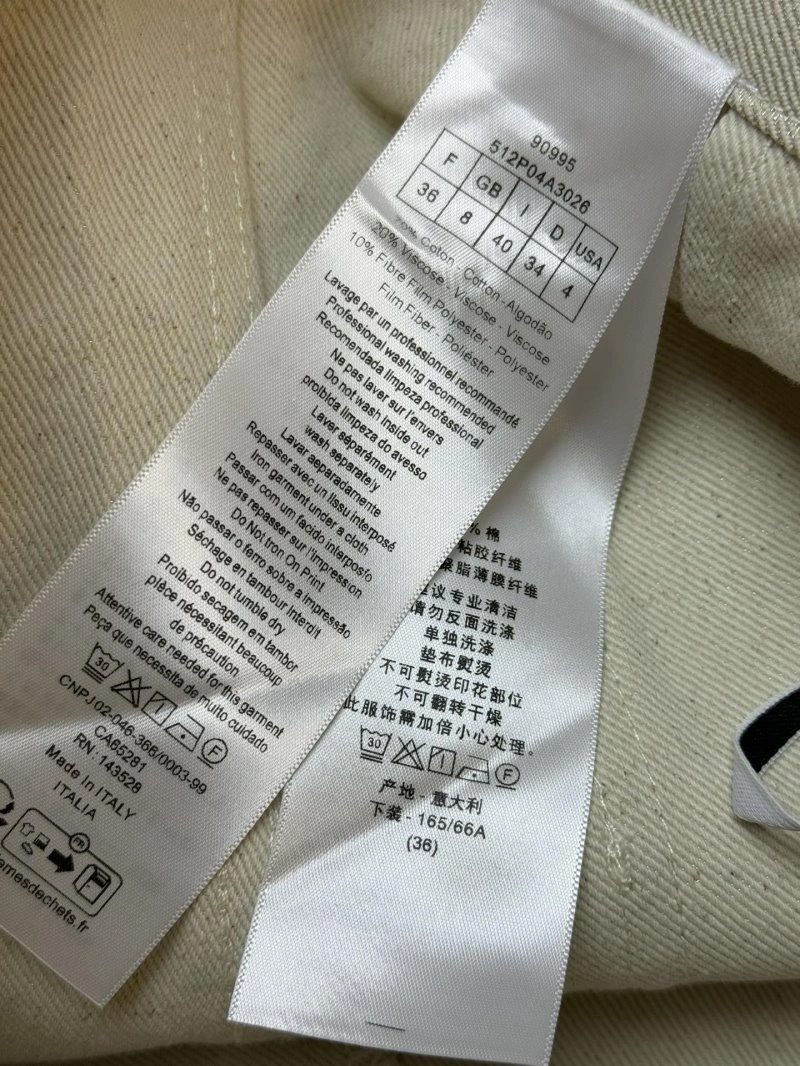 90995
512P04A3026
F GB I D USA
36 8 40 34 4
70% Coton - Cotton - Algodão
20% Viscose - Viscose - Viscose
10% Fibre Film Polyester - Polyester
Film Fiber - Poliéster
Lavage par un professionnel recommandé
Professional washing recommended
Recomendada limpeza professional
Ne pas laver sur l'envers
Do not wash inside out
proibida limpeza do avesso
Laver séparément
wash separately
Lavar aeparadamente
Repasser avec un lissu interposé
Iron garment under a cloth
Passar com um facido interposfo
Ne pas repasser sur l'impression
Do Not Iron On Print
Não passar o ferro sobre a impressão
Séchage en tambour interdit
Do not tumble dry
Proibido secagem em tambor
pièce nécessitant beaucoup
de précaution
Attentive care needed for this garment
Peça que necessita de muito cuidado
30 F
CNPJ 02-046-366/0003-99
CA65281
RN: 143528
Made In ITALY
ITALIA
FR
% 棉
粘胶纤维
脂薄膜纤维
议专业清洁
请勿反面洗涤
单独洗涤
垫布熨烫
不可熨烫印花部位
不可翻转干燥
此服饰需加倍小心处理。
30 F
产地 - 意大利
下装 - 165/66A
(36)